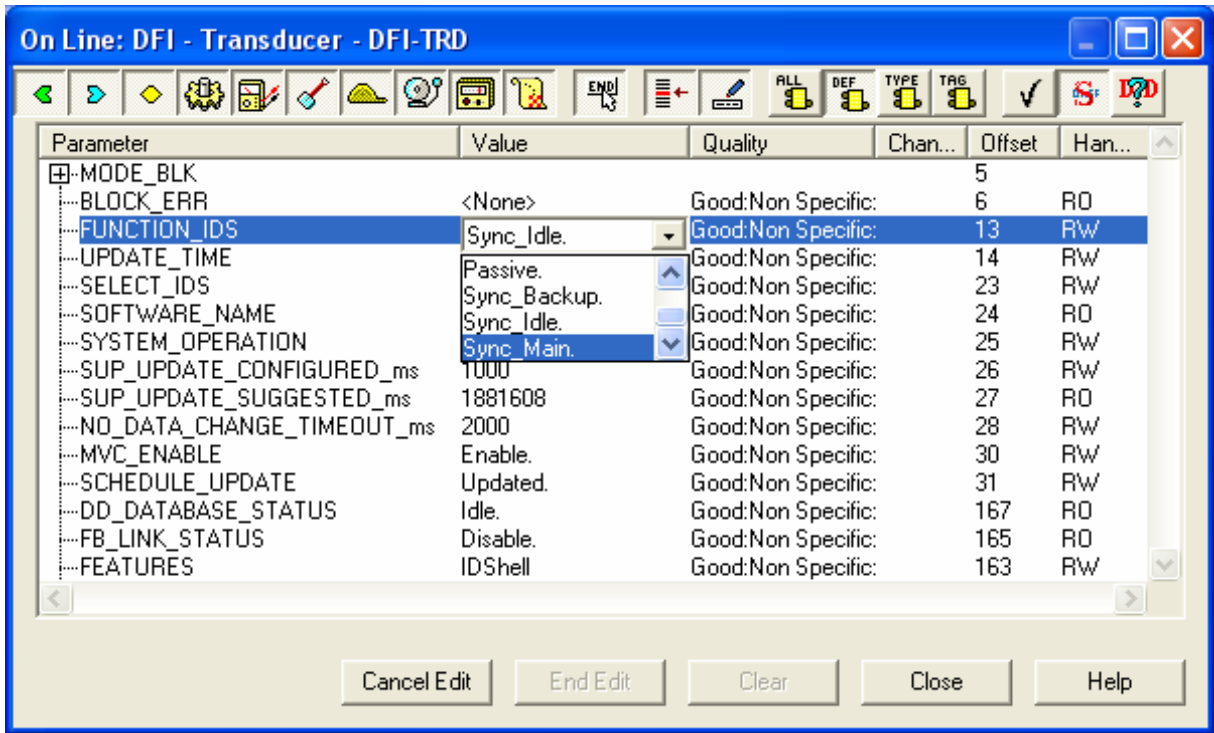 On Line: DFI - Transducer - DFI-TRD
END ALL DEF TYPE TAG
Parameter Value Quality Chan... Offset Han...
MODE_BLK 5
BLOCK_ERR <None> Good:Non Specific: 6 RO
FUNCTION_IDS Sync_Idle. Good:Non Specific: 13 RW
UPDATE_TIME Passive. Good:Non Specific: 14 RW
SELECT_IDS Sync_Backup. Good:Non Specific: 23 RW
SOFTWARE_NAME Sync_Idle. Good:Non Specific: 24 RO
SYSTEM_OPERATION Sync_Main. Good:Non Specific: 25 RW
SUP_UPDATE_CONFIGURED_ms 1000 Good:Non Specific: 26 RW
SUP_UPDATE_SUGGESTED_ms 1881608 Good:Non Specific: 27 RO
NO_DATA_CHANGE_TIMEOUT_ms 2000 Good:Non Specific: 28 RW
MVC_ENABLE Enable. Good:Non Specific: 30 RW
SCHEDULE_UPDATE Updated. Good:Non Specific: 31 RW
DD_DATABASE_STATUS Idle. Good:Non Specific: 167 RO
FB_LINK_STATUS Disable. Good:Non Specific: 165 RO
FEATURES IDShell Good:Non Specific: 163 RW
Cancel Edit End Edit Clear Close Help